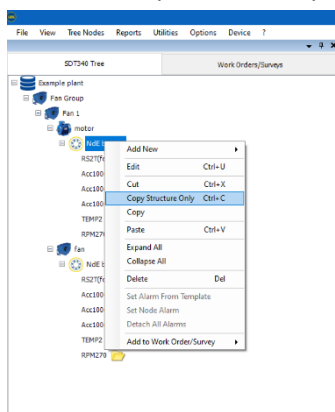 File View Tree Nodes Reports Utilities Options Device ?
SDT340 Tree Work Orders/Surveys
Example plant
Fan Group
Fan 1
motor
NdE b
RS2T(fo
Acc100
Acc100
Acc100
TEMP2
RPM27
fan
NdE b
RS2T(fr
Acc100
Acc100
Acc100
TEMP2
RPM270
Add New
Edit Ctrl+U
Cut Ctrl+X
Copy Structure Only Ctrl+C
Copy
Paste Ctrl+V
Expand All
Collapse All
Delete Del
Set Alarm From Template
Set Node Alarm
Detach All Alarms
Add to Work Order/Survey